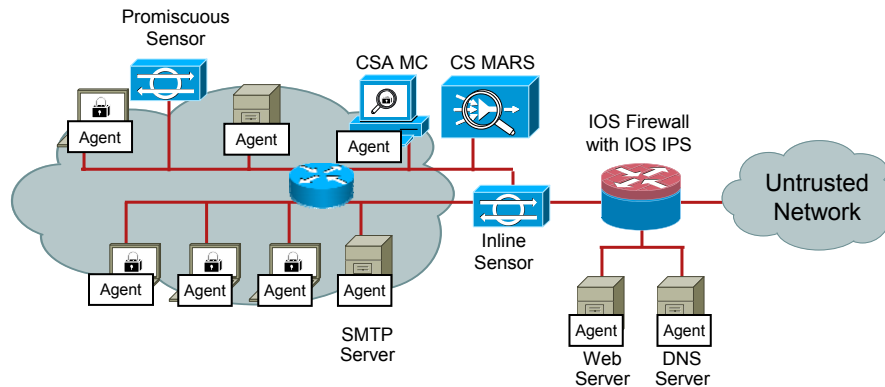 Promiscuous
Sensor
CSA MC
CS MARS
Agent
Agent
Agent
IOS Firewall
with IOS IPS
Untrusted
Network
Inline
Sensor
Agent
Agent
Agent
Agent
SMTP
Server
Agent
Agent
Web
Server
DNS
Server